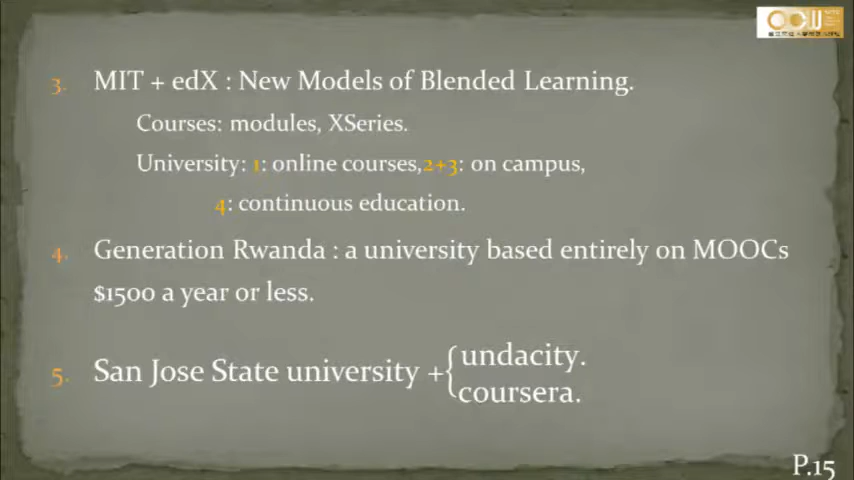 OCW
3. MIT + edX : New Models of Blended Learning.
Courses: modules, XSeries.
University: 1: online courses,2+3: on campus,
4: continuous education.
4. Generation Rwanda : a university based entirely on MOOCs
$1500 a year or less.
5. San Jose State university + { undacity.
coursera.
P.15